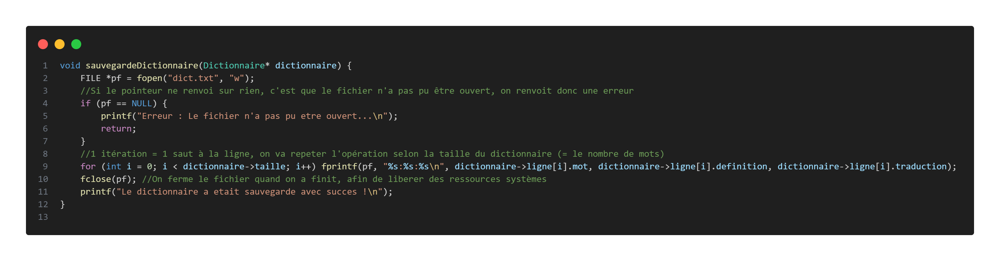 1 void sauvegardeDictionnaire(Dictionnaire* dictionnaire) {
2     FILE *pf = fopen("dict.txt", "w");
3     //Si le pointeur ne renvoi sur rien, c'est que le fichier n'a pas pu être ouvert, on renvoit donc une erreur
4     if (pf == NULL) {
5         printf("Erreur : Le fichier n'a pas pu etre ouvert...\n");
6         return;
7     }
8     //1 itération = 1 saut à la ligne, on va repeter l'opération selon la taille du dictionnaire (= le nombre de mots)
9     for (int i = 0; i < dictionnaire->taille; i++) fprintf(pf, "%s:%s:%s\n", dictionnaire->ligne[i].mot, dictionnaire->ligne[i].definition, dictionnaire->ligne[i].traduction);
10     fclose(pf); //On ferme le fichier quand on a finit, afin de liberer des ressources systèmes
11     printf("Le dictionnaire a etait sauvegarde avec succes !\n");
12 }
13